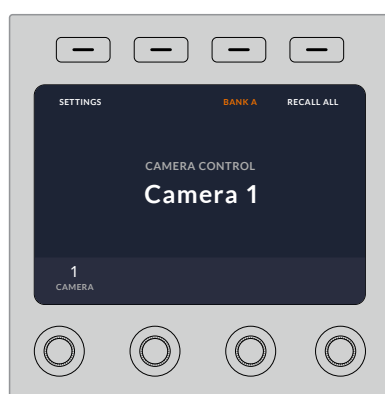 SETTINGS BANK A RECALL ALL
CAMERA CONTROL
Camera 1
1
CAMERA